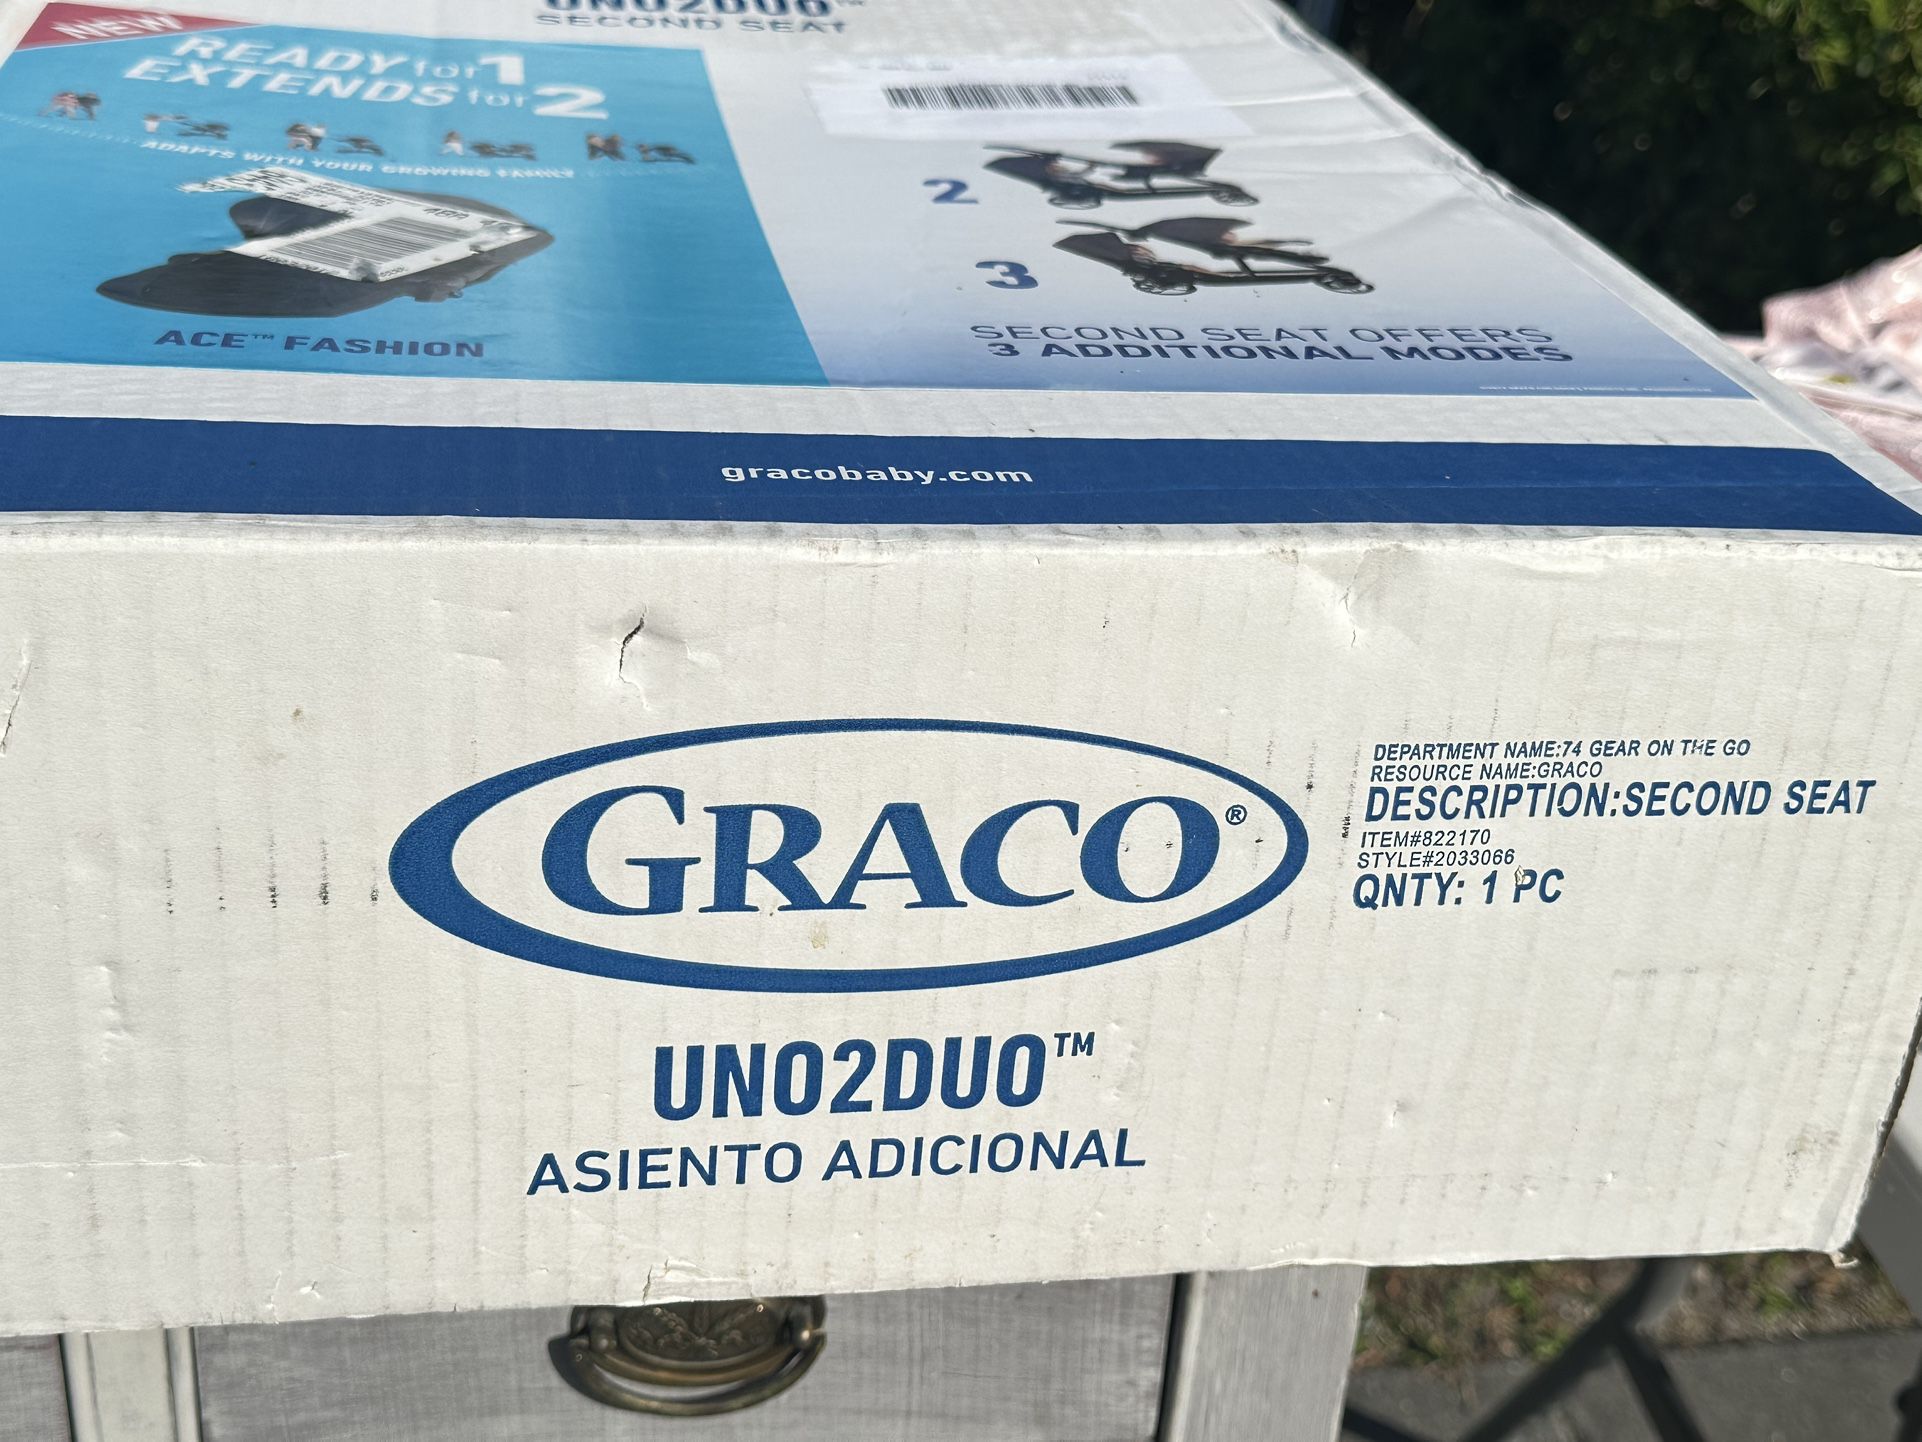 UNO2DUO™
SECOND SEAT
NEW
READY for 1
EXTENDS for 2
ADAPTS WITH YOUR GROWING FAMILY
2
3
ACE™ FASHION
SECOND SEAT OFFERS
3 ADDITIONAL MODES
gracobaby.com
GRACO®
UNO2DUO™
ASIENTO ADICIONAL
DEPARTMENT NAME:74 GEAR ON THE GO
RESOURCE NAME:GRACO
DESCRIPTION:SECOND SEAT
ITEM#822170
STYLE#2033066
QNTY: 1 PC